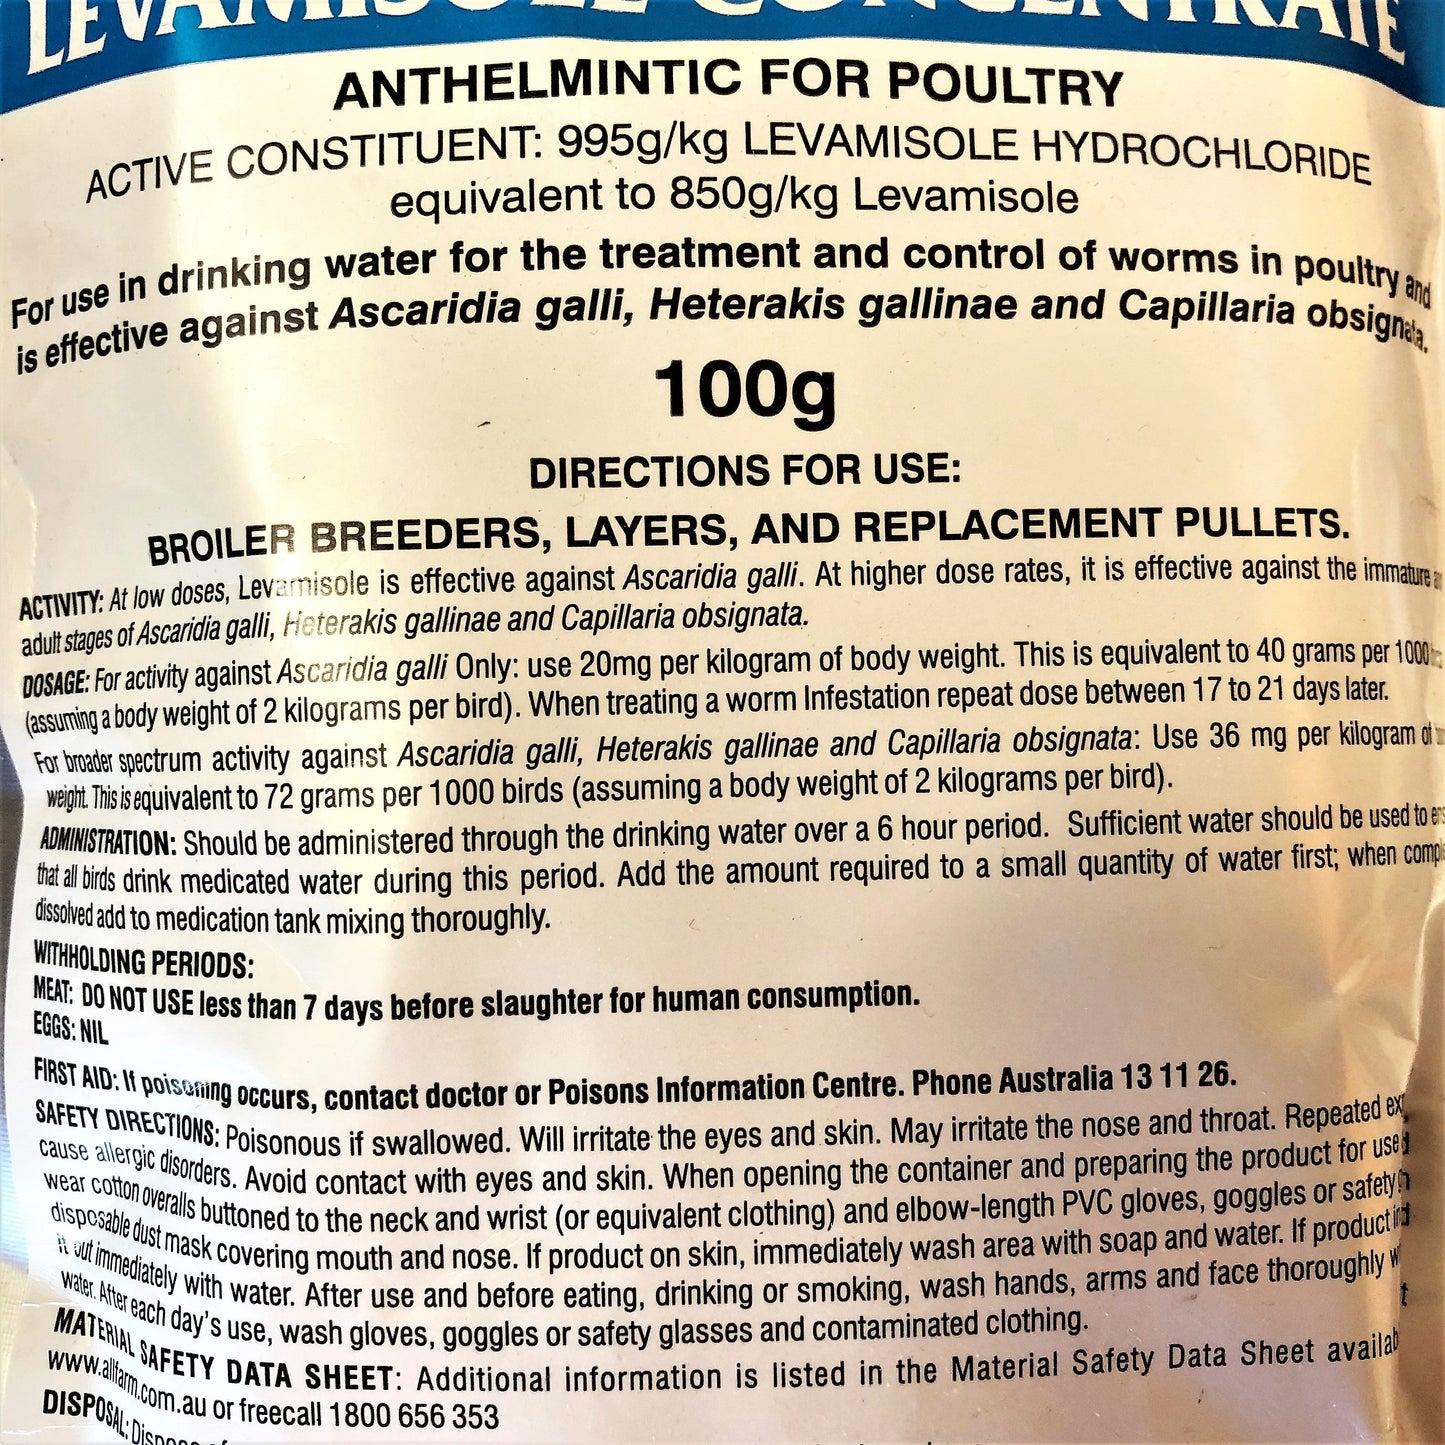 LEVAMISOLE CONCENTRATE
ANTHELMINTIC FOR POULTRY
ACTIVE CONSTITUENT: 995g/kg LEVAMISOLE HYDROCHLORIDE
equivalent to 850g/kg Levamisole
For use in drinking water for the treatment and control of worms in poultry and
is effective against Ascaridia galli, Heterakis gallinae and Capillaria obsignata.
100g
DIRECTIONS FOR USE:
BROILER BREEDERS, LAYERS, AND REPLACEMENT PULLETS.
ACTIVITY: At low doses, Levamisole is effective against Ascaridia galli. At higher dose rates, it is effective against the immature
adult stages of Ascaridia galli, Heterakis gallinae and Capillaria obsignata.
DOSAGE: For activity against Ascaridia galli Only: use 20mg per kilogram of body weight. This is equivalent to 40 grams per 1000
(assuming a body weight of 2 kilograms per bird). When treating a worm Infestation repeat dose between 17 to 21 days later.
For broader spectrum activity against Ascaridia galli, Heterakis gallinae and Capillaria obsignata: Use 36 mg per kilogram of
weight. This is equivalent to 72 grams per 1000 birds (assuming a body weight of 2 kilograms per bird).
ADMINISTRATION: Should be administered through the drinking water over a 6 hour period. Sufficient water should be used to
that all birds drink medicated water during this period. Add the amount required to a small quantity of water first; when
dissolved add to medication tank mixing thoroughly.
WITHHOLDING PERIODS:
MEAT: DO NOT USE less than 7 days before slaughter for human consumption.
EGGS: NIL
FIRST AID: If poisoning occurs, contact doctor or Poisons Information Centre. Phone Australia 13 11 26.
SAFETY DIRECTIONS: Poisonous if swallowed. Will irritate the eyes and skin. May irritate the nose and throat. Repeated
cause allergic disorders. Avoid contact with eyes and skin. When opening the container and preparing the product for use
wear cotton overalls buttoned to the neck and wrist (or equivalent clothing) and elbow-length PVC gloves, goggles or safety
disposable dust mask covering mouth and nose. If product on skin, immediately wash area with soap and water. If product
it out immediately with water. After use and before eating, drinking or smoking, wash hands, arms and face thoroughly
water. After each day's use, wash gloves, goggles or safety glasses and contaminated clothing.
MATERIAL SAFETY DATA SHEET: Additional information is listed in the Material Safety Data Sheet
www.allfarm.com.au or freecall 1800 656 353
DISPOSAL: